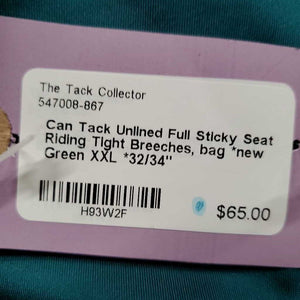 The Tack Collector
547008-867
Can Tack Unlined Full Sticky Seat
Riding Tight Breeches, bag *new
Green XXL *32/34"
H93W2F
$65.00